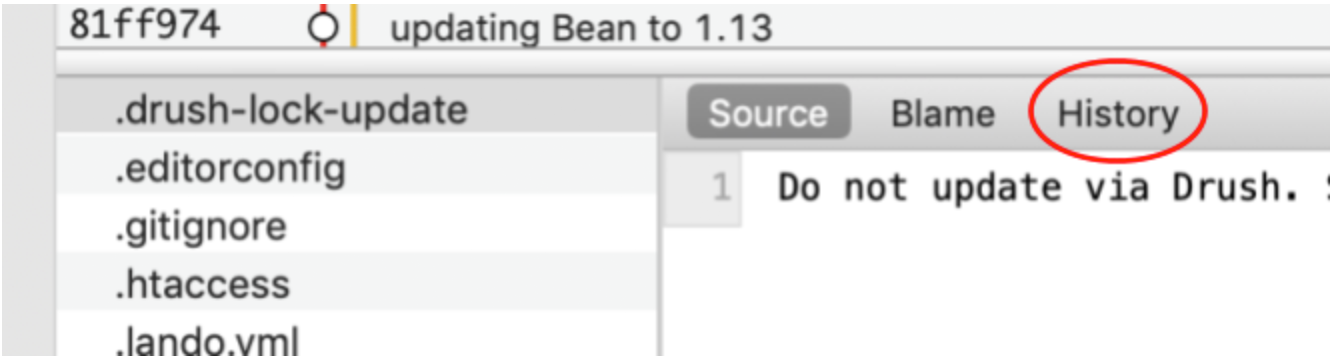 81ff974 updating Bean to 1.13
.drush-lock-update
.editorconfig
.gitignore
.htaccess
.lando.yml
Source Blame History
1 Do not update via Drush.